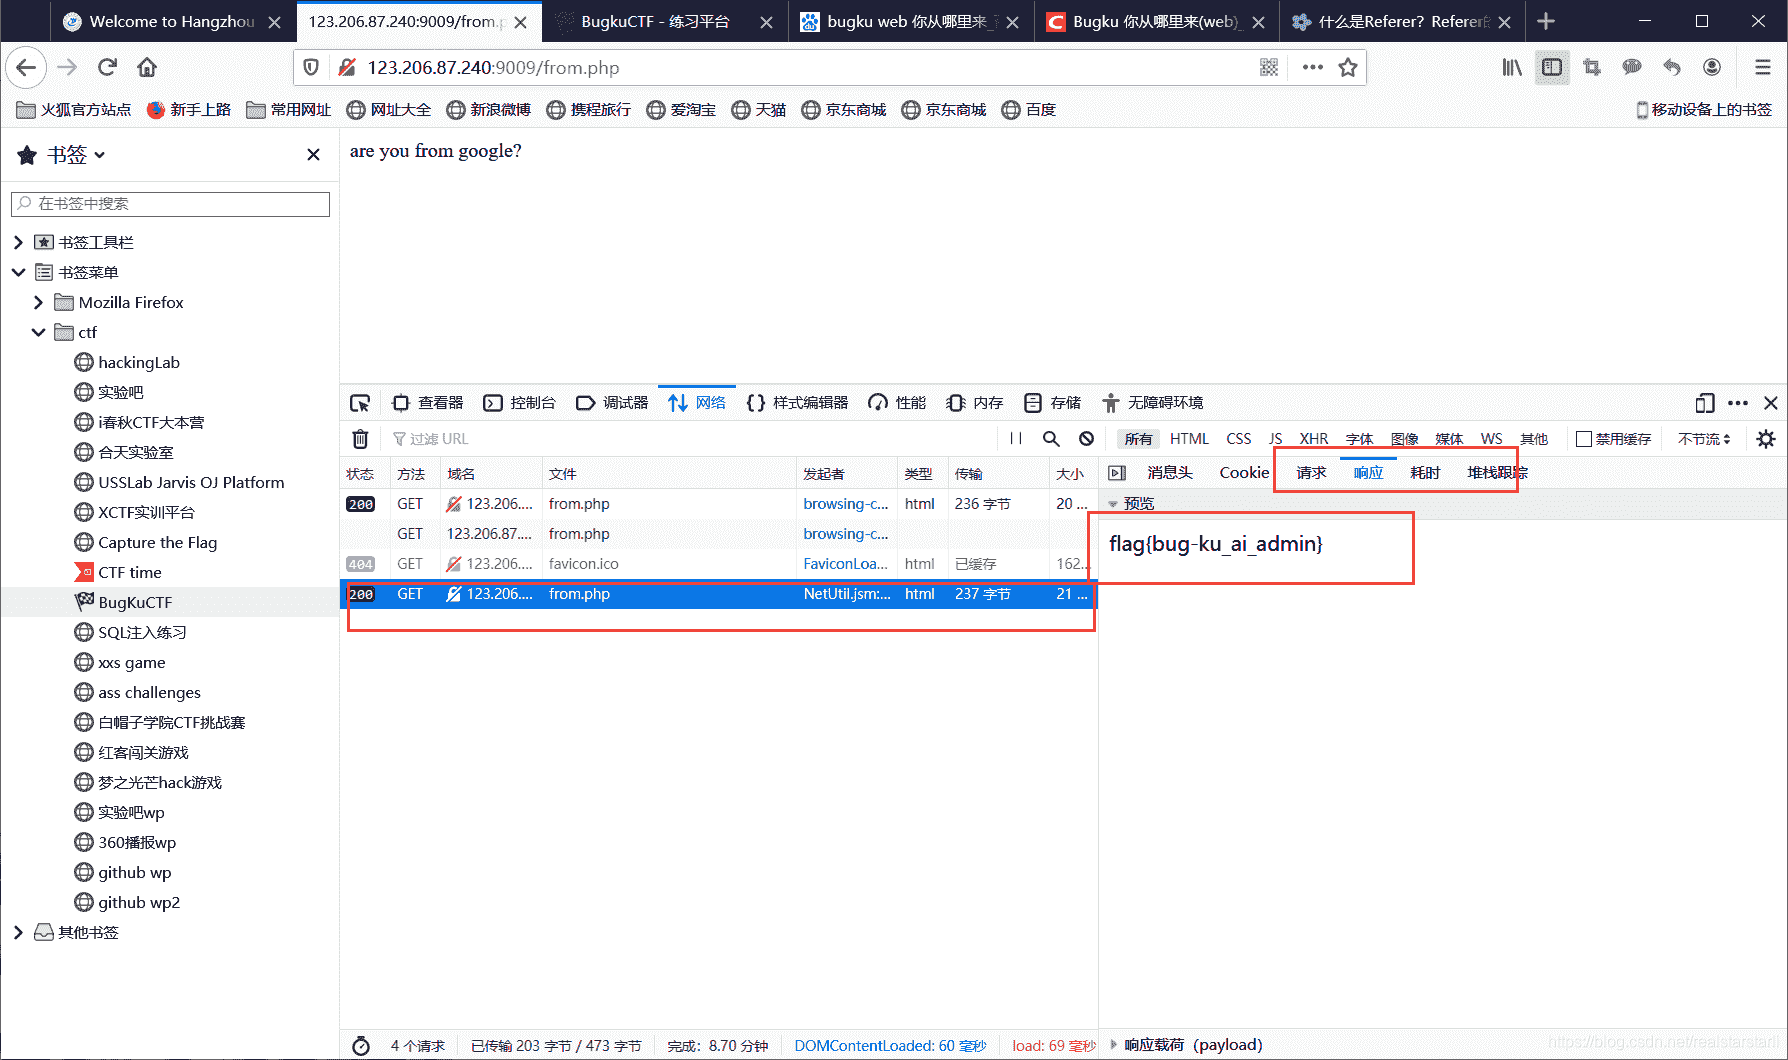 Welcome to Hangzhou
123.206.87.240:9009/from.p
BugkuCTF - 练习平台
bugku web 你从哪里来_
Bugku 你从哪里来(web)_
什么是Referer？Referer
123.206.87.240:9009/from.php
火狐官方站点 新手上路 常用网址 网址大全 新浪微博 携程旅行 爱淘宝 天猫 京东商城 京东商城 百度 移动设备上的书签
书签
are you from google?
在书签中搜索
书签工具栏
书签菜单
Mozilla Firefox
ctf
hackingLab
实验吧
i春秋CTF大本营
合天实验室
USSLab Jarvis OJ Platform
XCTF实训平台
Capture the Flag
CTF time
BugKuCTF
SQL注入练习
xxs game
ass challenges
白帽子学院CTF挑战赛
红客闯关游戏
梦之光芒hack游戏
实验吧wp
360播报wp
github wp
github wp2
其他书签
查看器 控制台 调试器 网络 样式编辑器 性能 内存 存储 无障碍环境
过滤 URL
所有 HTML CSS JS XHR 字体 图像 媒体 WS 其他 禁用缓存 不节流
状态 方法 域名 文件 发起者 类型 传输 大小
200 GET 123.206.... from.php browsing-c... html 236 字节 20 ...
GET 123.206.87.... from.php browsing-c...
404 GET 123.206.... favicon.ico FaviconLoa... html 已缓存 162...
200 GET 123.206.... from.php NetUtil.jsm:... html 237 字节 21 ...
消息头 Cookie 请求 响应 耗时 堆栈跟踪
预览
flag{bug-ku_ai_admin}
4 个请求 已传输 203 字节 / 473 字节 完成：8.70 分钟 DOMContentLoaded: 60 毫秒 load: 69 毫秒
响应载荷 (payload)
https://blog.csdn.net/realstarstarli